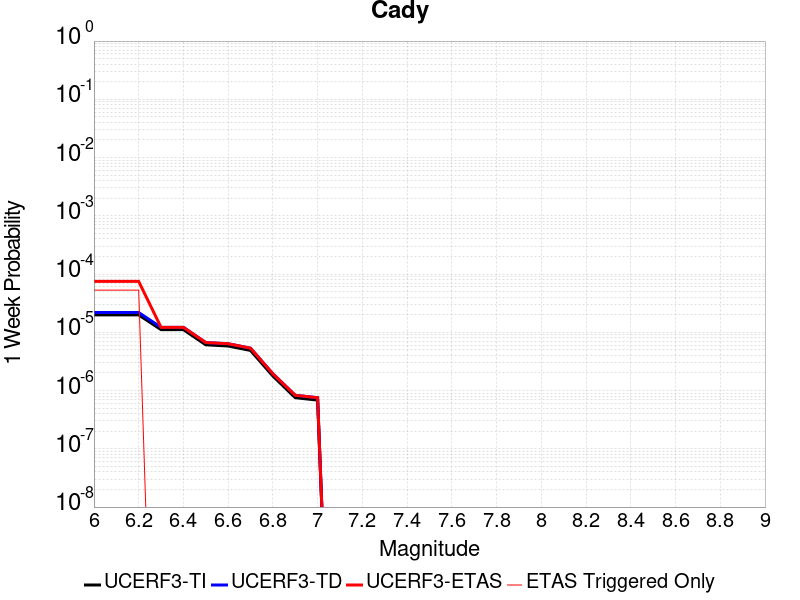 Cady
10^0
10^-1
10^-2
10^-3
10^-4
10^-5
10^-6
10^-7
10^-8
1 Week Probability
6 6.2 6.4 6.6 6.8 7 7.2 7.4 7.6 7.8 8 8.2 8.4 8.6 8.8 9
Magnitude
UCERF3-TI UCERF3-TD UCERF3-ETAS ETAS Triggered Only